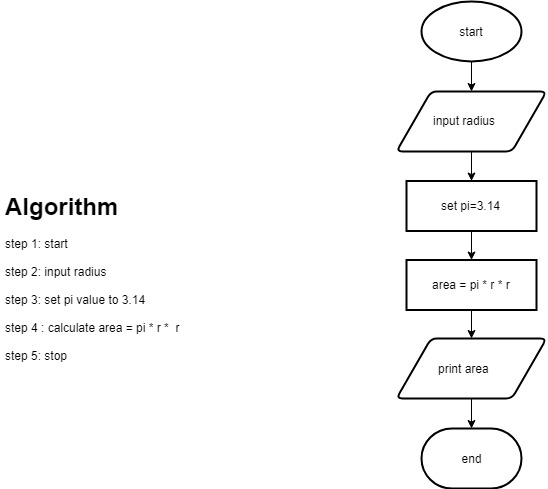 Algorithm
step 1: start
step 2: input radius
step 3: set pi value to 3.14
step 4 : calculate area = pi * r *  r
step 5: stop
start
input radius
set pi=3.14
area = pi * r * r
print area
end